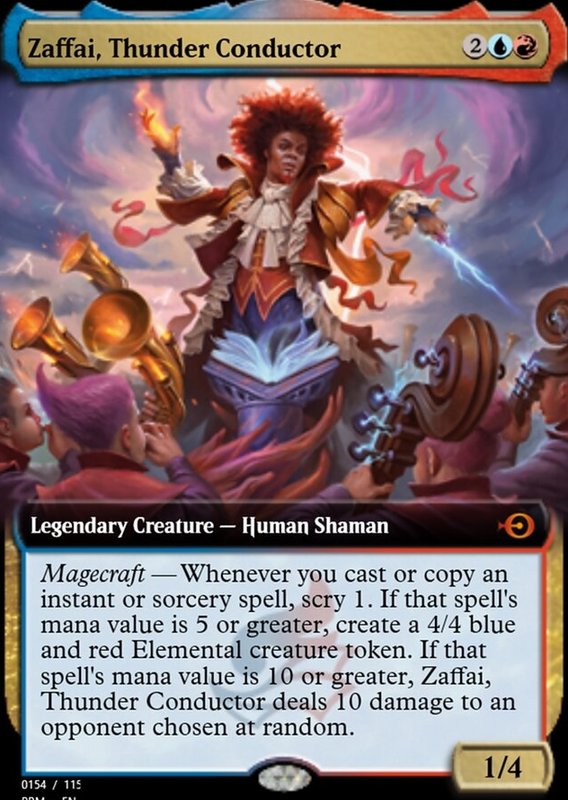 Zaffai, Thunder Conductor 2
Legendary Creature — Human Shaman
Magecraft — Whenever you cast or copy an
instant or sorcery spell, scry 1. If that spell's
mana value is 5 or greater, create a 4/4 blue
and red Elemental creature token. If that
spell's mana value is 10 or greater, Zaffai,
Thunder Conductor deals 10 damage to an
opponent chosen at random.
1/4
0154 / 115